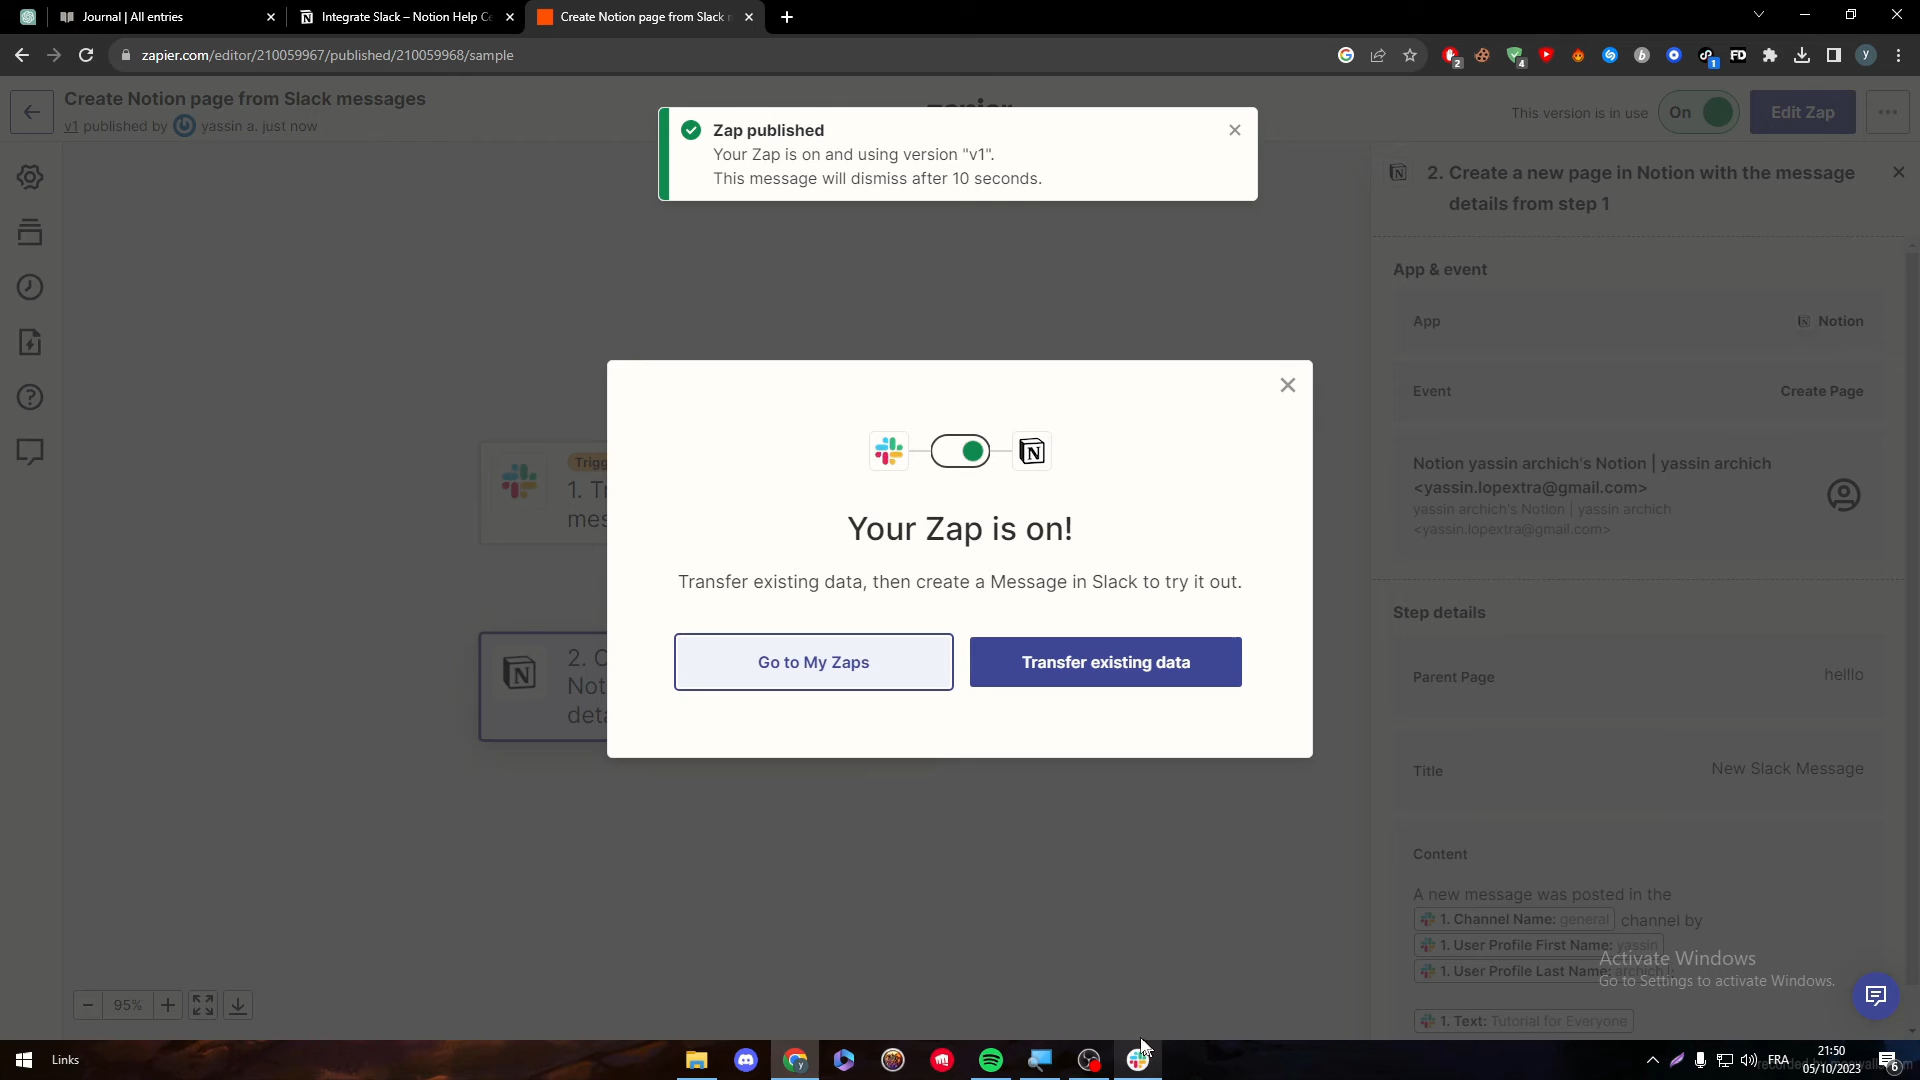 Journal | All entries
Integrate Slack – Notion Help Ce
Create Notion page from Slack m
zapier.com/editor/210059967/published/210059968/sample
2
4
1
FD
y
Create Notion page from Slack messages
v1 published by yassin a. just now
This version is in use
On
Edit Zap
Zap published
Your Zap is on and using version "v1".
This message will dismiss after 10 seconds.
2. Create a new page in Notion with the message
details from step 1
App & event
App
Notion
Event
Create Page
Notion yassin archich's Notion | yassin archich
<yassin.lopextra@gmail.com>
yassin archich's Notion | yassin archich
<yassin.lopextra@gmail.com>
Trigg
1. T
mes
2. C
Not
deta
Your Zap is on!
Transfer existing data, then create a Message in Slack to try it out.
Go to My Zaps
Transfer existing data
Step details
Parent Page
helllo
Title
New Slack Message
Content
A new message was posted in the
1. Channel Name: general channel by
1. User Profile First Name: yassin
1. User Profile Last Name: archich
1. Text: Tutorial for Everyone
Activate Windows
Go to Settings to activate Windows.
95%
Links
FRA
21:50
05/10/2023
6